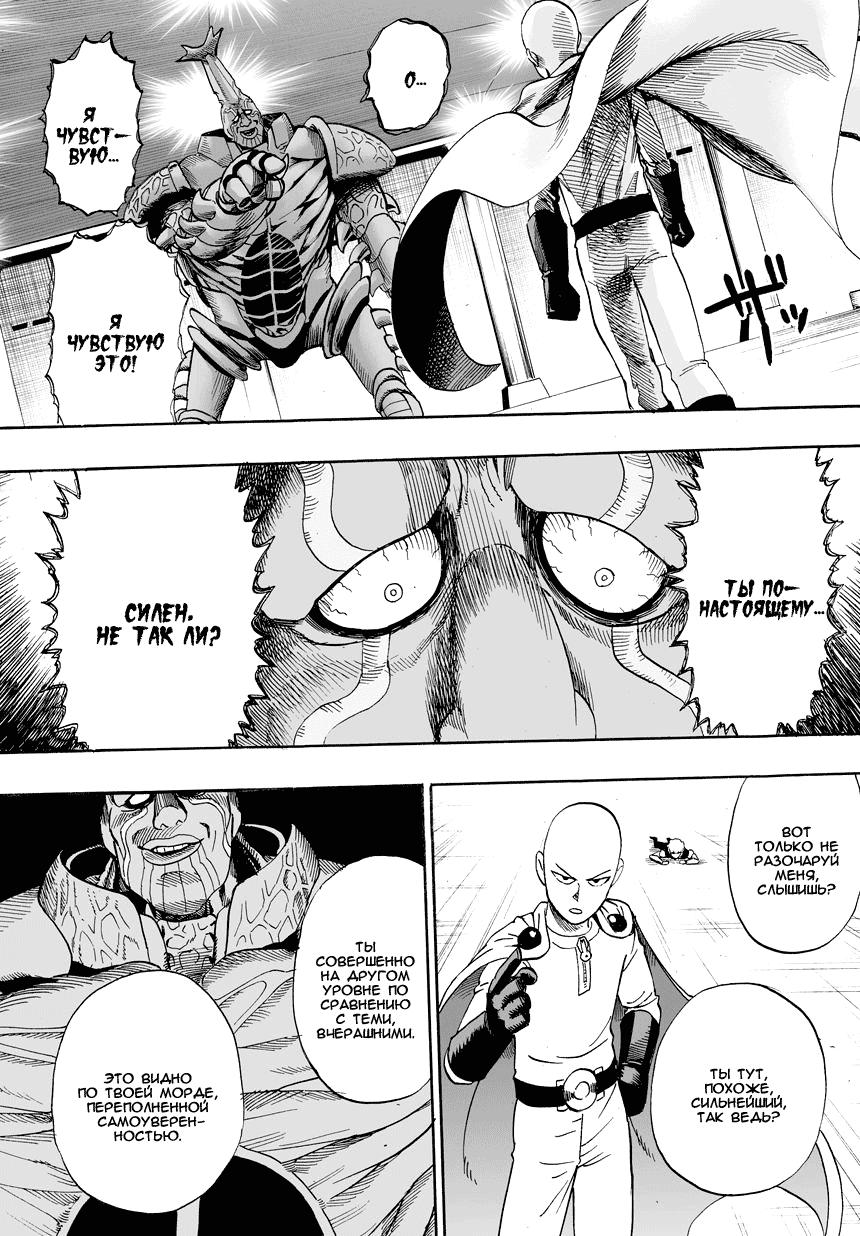 О...
Я
ЧУВСТ-
ВУЮ...
Я
ЧУВСТВУЮ
ЭТО!
ザッ
ТЫ ПО-
НАСТОЯЩЕМУ...
СИЛЕН.
НЕ ТАК ЛИ?
ВОТ
ТОЛЬКО НЕ
РАЗОЧАРУЙ
МЕНЯ,
СЛЫШИШЬ?
ТЫ ТУТ,
ПОХОЖЕ,
СИЛЬНЕЙШИЙ,
ТАК ВЕДЬ?
ТЫ
СОВЕРШЕННО
НА ДРУГОМ
УРОВНЕ ПО
СРАВНЕНИЮ
С ТЕМИ,
ВЧЕРАШНИМИ.
ЭТО ВИДНО
ПО ТВОЕЙ МОРДЕ,
ПЕРЕПОЛНЕННОЙ
САМОУВЕРЕН-
НОСТЬЮ.